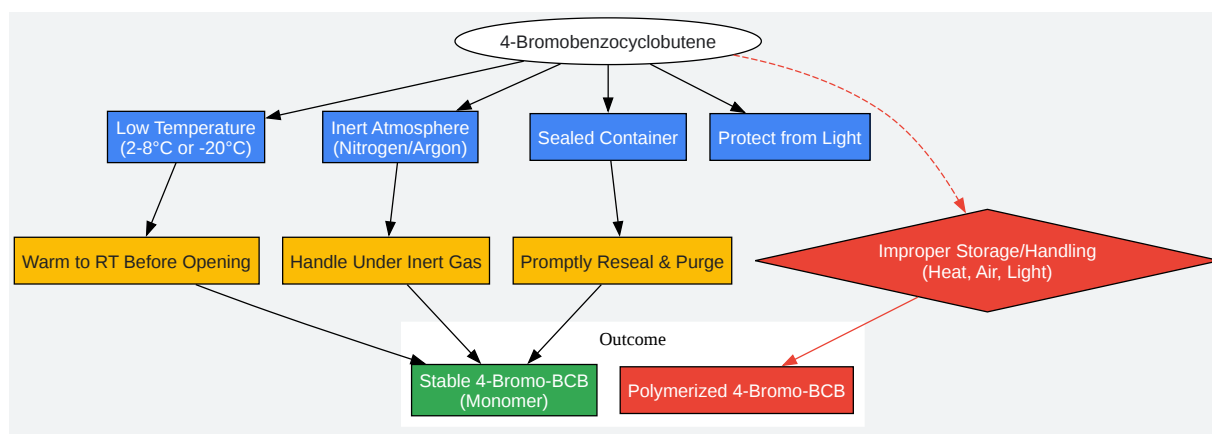 4-Bromobenzocyclobutene
Low Temperature
(2-8°C or -20°C)
Inert Atmosphere
(Nitrogen/Argon)
Sealed Container
Protect from Light
Warm to RT Before Opening
Handle Under Inert Gas
Promptly Reseal & Purge
Improper Storage/Handling
(Heat, Air, Light)
Outcome
Stable 4-Bromo-BCB
(Monomer)
Polymerized 4-Bromo-BCB